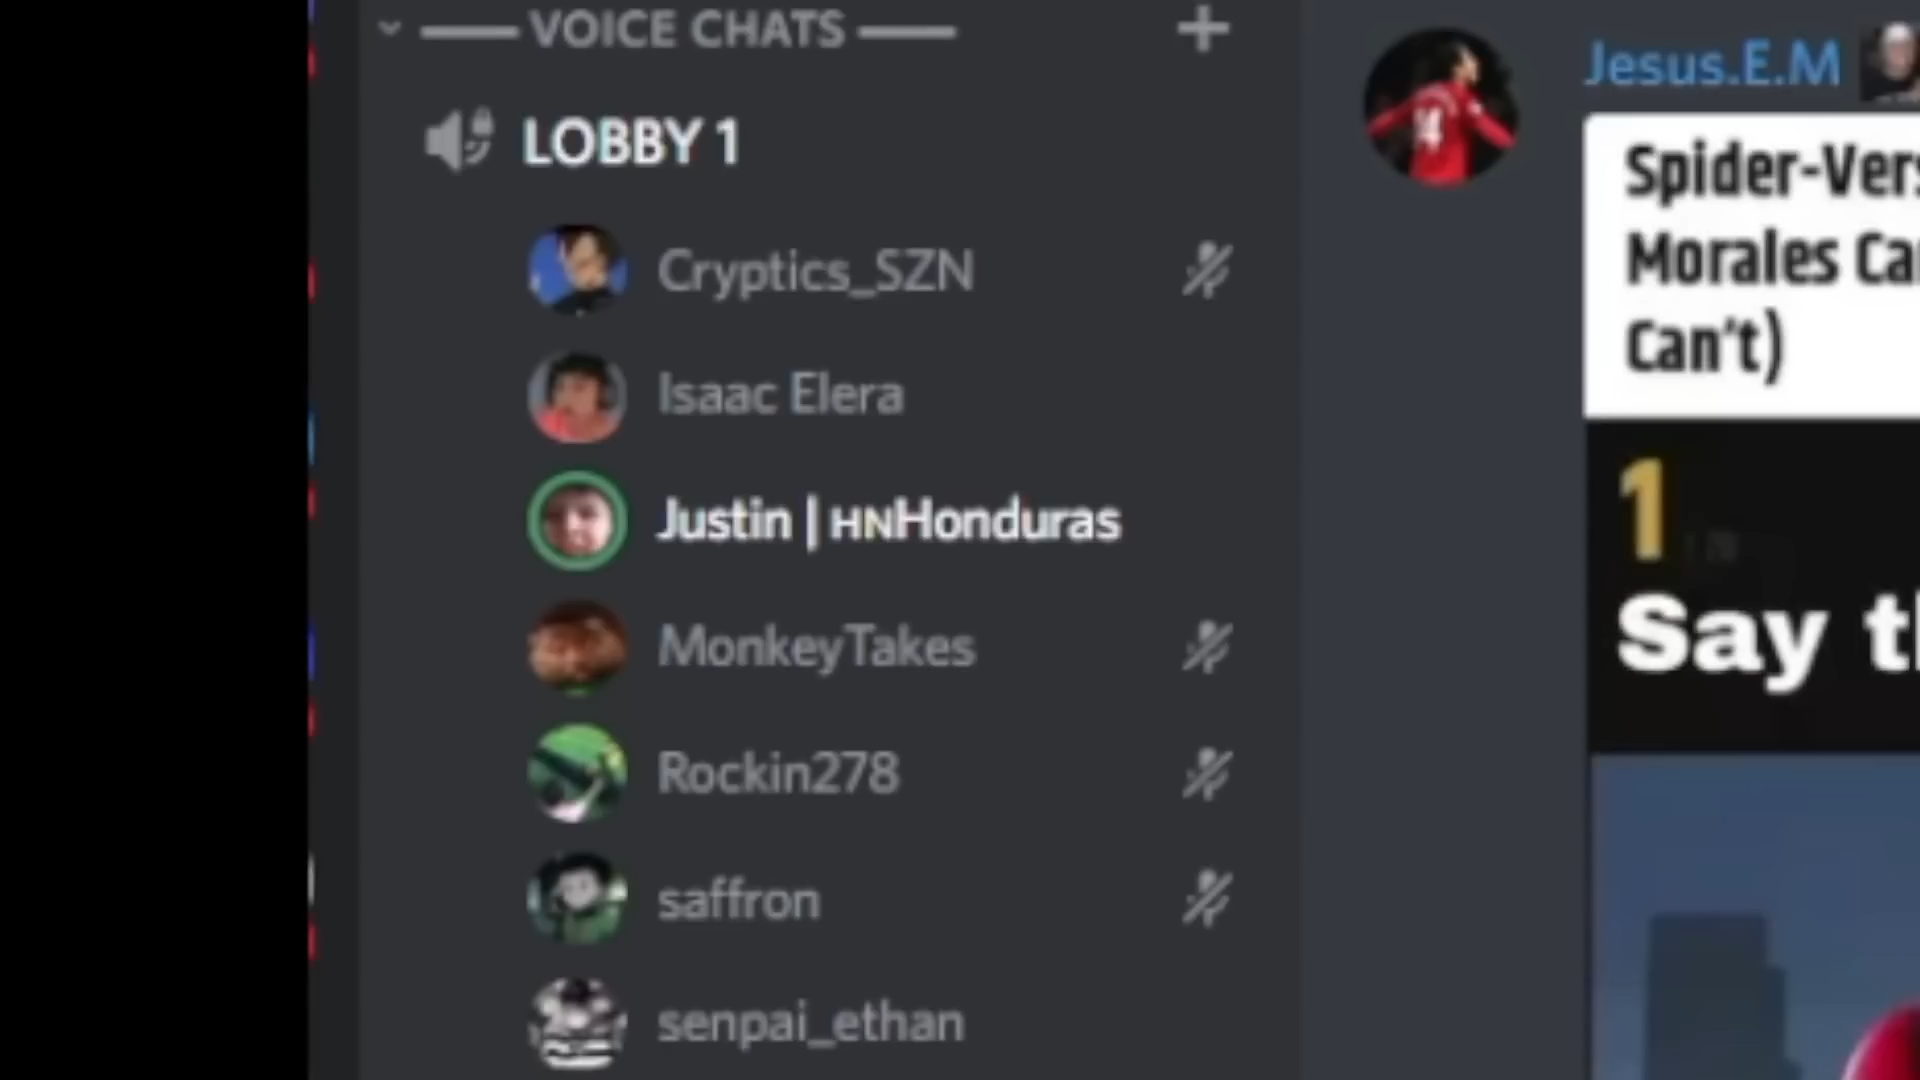 VOICE CHATS
LOBBY 1
Cryptics_SZN
Isaac Elera
Justin | HNHonduras
MonkeyTakes
Rockin278
saffron
senpai_ethan
Jesus.E.M
14
Spider-Vers
Morales Ca
Can't)
1
Say t